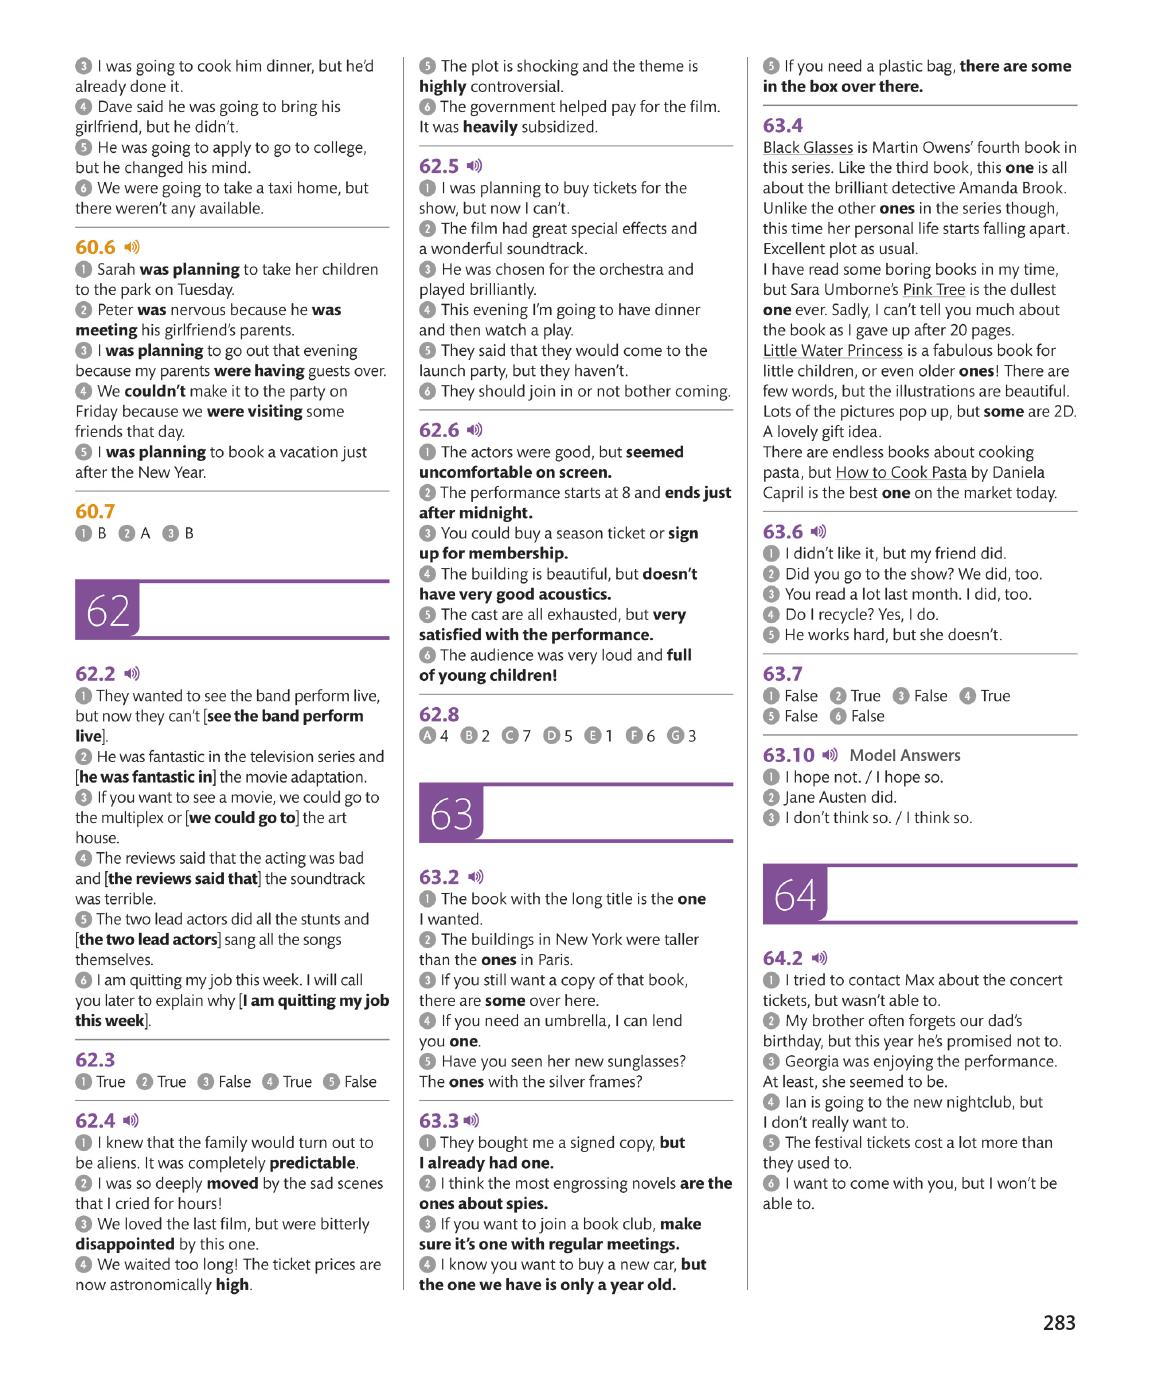 3 I was going to cook him dinner, but he'd
already done it.
4 Dave said he was going to bring his
girlfriend, but he didn't.
5 He was going to apply to go to college,
but he changed his mind.
6 We were going to take a taxi home, but
there weren't any available.
60.6
1 Sarah was planning to take her children
to the park on Tuesday.
2 Peter was nervous because he was
meeting his girlfriend's parents.
3 I was planning to go out that evening
because my parents were having guests over.
4 We couldn't make it to the party on
Friday because we were visiting some
friends that day.
5 I was planning to book a vacation just
after the New Year.
60.7
1 B 2 A 3 B
62
62.2
1 They wanted to see the band perform live,
but now they can't [see the band perform
live].
2 He was fantastic in the television series and
[he was fantastic in] the movie adaptation.
3 If you want to see a movie, we could go to
the multiplex or [we could go to] the art
house.
4 The reviews said that the acting was bad
and [the reviews said that] the soundtrack
was terrible.
5 The two lead actors did all the stunts and
[the two lead actors] sang all the songs
themselves.
6 I am quitting my job this week. I will call
you later to explain why [I am quitting my job
this week].
62.3
1 True 2 True 3 False 4 True 5 False
62.4
1 I knew that the family would turn out to
be aliens. It was completely predictable.
2 I was so deeply moved by the sad scenes
that I cried for hours!
3 We loved the last film, but were bitterly
disappointed by this one.
4 We waited too long! The ticket prices are
now astronomically high.
5 The plot is shocking and the theme is
highly controversial.
6 The government helped pay for the film.
It was heavily subsidized.
62.5
1 I was planning to buy tickets for the
show, but now I can't.
2 The film had great special effects and
a wonderful soundtrack.
3 He was chosen for the orchestra and
played brilliantly.
4 This evening I'm going to have dinner
and then watch a play.
5 They said that they would come to the
launch party, but they haven't.
6 They should join in or not bother coming.
62.6
1 The actors were good, but seemed
uncomfortable on screen.
2 The performance starts at 8 and ends just
after midnight.
3 You could buy a season ticket or sign
up for membership.
4 The building is beautiful, but doesn't
have very good acoustics.
5 The cast are all exhausted, but very
satisfied with the performance.
6 The audience was very loud and full
of young children!
62.8
A 4 B 2 C 7 D 5 E 1 F 6 G 3
63
63.2
1 The book with the long title is the one
I wanted.
2 The buildings in New York were taller
than the ones in Paris.
3 If you still want a copy of that book,
there are some over here.
4 If you need an umbrella, I can lend
you one.
5 Have you seen her new sunglasses?
The ones with the silver frames?
63.3
1 They bought me a signed copy, but
I already had one.
2 I think the most engrossing novels are the
ones about spies.
3 If you want to join a book club, make
sure it's one with regular meetings.
4 I know you want to buy a new car, but
the one we have is only a year old.
5 If you need a plastic bag, there are some
in the box over there.
63.4
Black Glasses is Martin Owens' fourth book in
this series. Like the third book, this one is all
about the brilliant detective Amanda Brook.
Unlike the other ones in the series though,
this time her personal life starts falling apart.
Excellent plot as usual.
I have read some boring books in my time,
but Sara Umborne's Pink Tree is the dullest
one ever. Sadly, I can't tell you much about
the book as I gave up after 20 pages.
Little Water Princess is a fabulous book for
little children, or even older ones! There are
few words, but the illustrations are beautiful.
Lots of the pictures pop up, but some are 2D.
A lovely gift idea.
There are endless books about cooking
pasta, but How to Cook Pasta by Daniela
Capril is the best one on the market today.
63.6
1 I didn't like it, but my friend did.
2 Did you go to the show? We did, too.
3 You read a lot last month. I did, too.
4 Do I recycle? Yes, I do.
5 He works hard, but she doesn't.
63.7
1 False 2 True 3 False 4 True
5 False 6 False
63.10 Model Answers
1 I hope not. / I hope so.
2 Jane Austen did.
3 I don't think so. / I think so.
64
64.2
1 I tried to contact Max about the concert
tickets, but wasn't able to.
2 My brother often forgets our dad's
birthday, but this year he's promised not to.
3 Georgia was enjoying the performance.
At least, she seemed to be.
4 Ian is going to the new nightclub, but
I don't really want to.
5 The festival tickets cost a lot more than
they used to.
6 I want to come with you, but I won't be
able to.
283